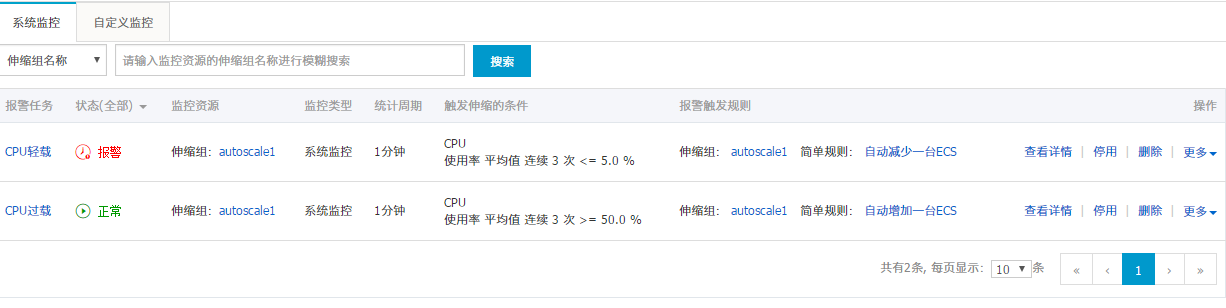 系统监控 自定义监控
伸缩组名称 请输入监控资源的伸缩组名称进行模糊搜索 搜索
报警任务 状态(全部) 监控资源 监控类型 统计周期 触发伸缩的条件 报警触发规则 操作
CPU轻载 报警 伸缩组: autoscale1 系统监控 1分钟 CPU
使用率 平均值 连续 3 次 <= 5.0 % 伸缩组: autoscale1 简单规则: 自动减少一台ECS 查看详情 | 停用 | 删除 | 更多
CPU过载 正常 伸缩组: autoscale1 系统监控 1分钟 CPU
使用率 平均值 连续 3 次 >= 50.0 % 伸缩组: autoscale1 简单规则: 自动增加一台ECS 查看详情 | 停用 | 删除 | 更多
共有2条, 每页显示: 10 条 « ‹ 1 › »